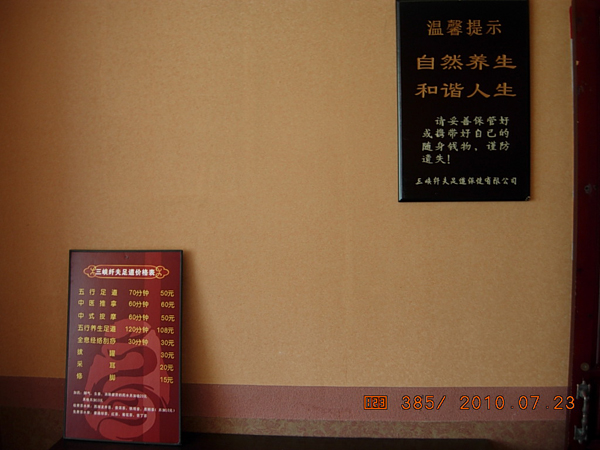 温馨提示
自然养生
和谐人生
请妥善保管好
或携带好自己的
随身钱物，谨防
遗失！
三峡纤夫足道保健有限公司
三峡纤夫足道价格表
五行足道 70分钟 50元
中医推拿 60分钟 60元
中式按摩 60分钟 50元
五行养生足道 120分钟 108元
全息经络刮痧 30分钟 30元
拔罐 30元
采耳 20元
修脚 15元
385/ 2010.07.23